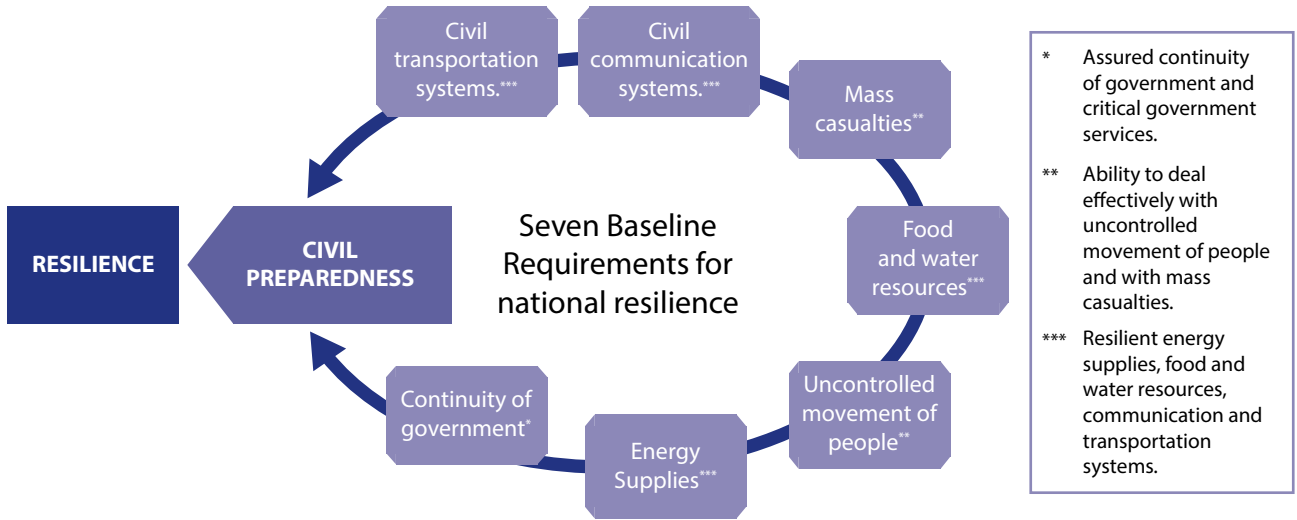 Civil
transportation
systems.***
Civil
communication
systems.***
Mass
casualties**
Food
and water
resources***
Uncontrolled
movement of
people**
Energy
Supplies***
Continuity of
government*
RESILIENCE
CIVIL
PREPAREDNESS
Seven Baseline
Requirements for
national resilience
* Assured continuity
of government and
critical government
services.
** Ability to deal
effectively with
uncontrolled
movement of people
and with mass
casualties.
*** Resilient energy
supplies, food and
water resources,
communication and
transportation
systems.